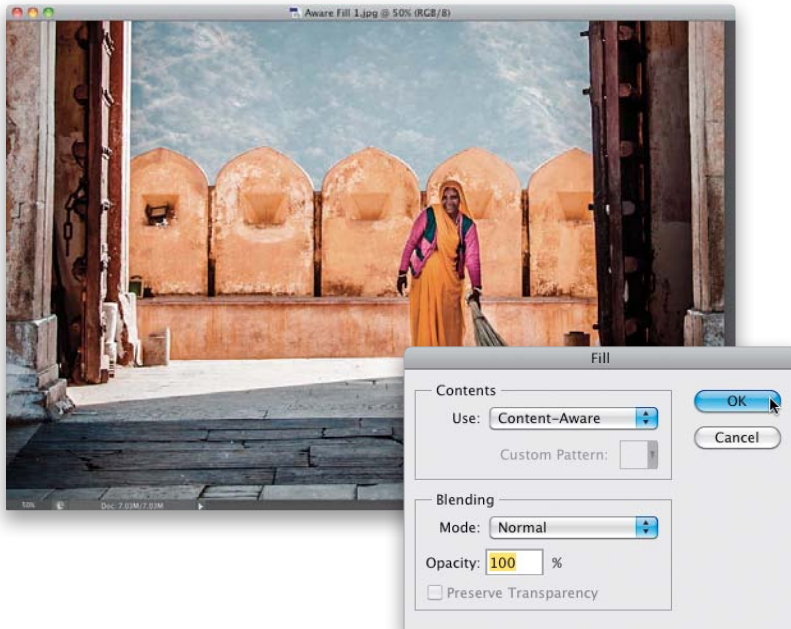 Aware Fill 1.jpg @ 50% (RGB/8)
50%
Doc: 7.03M/7.03M
Fill
Contents
Use: Content-Aware
Custom Pattern:
OK
Cancel
Blending
Mode: Normal
Opacity: 100 %
Preserve Transparency